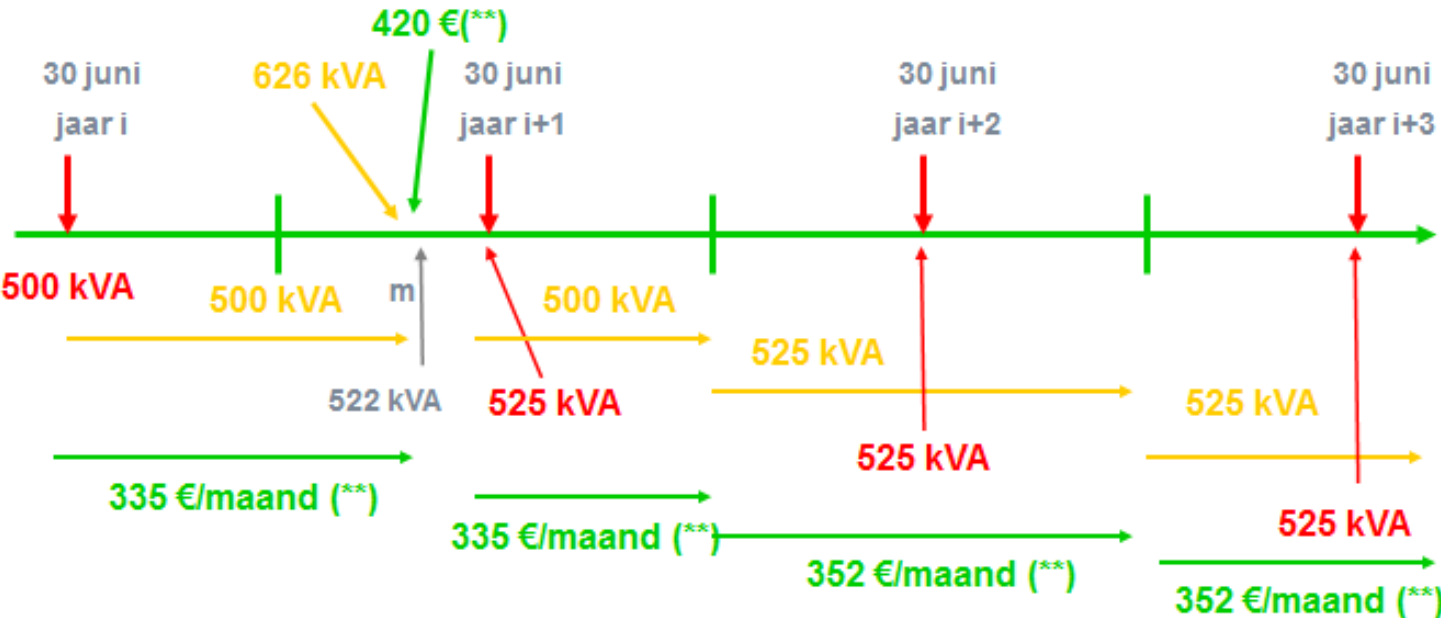 420 €(**)
30 juni
jaar i
626 kVA
30 juni
jaar i+1
30 juni
jaar i+2
30 juni
jaar i+3
500 kVA
500 kVA
m
500 kVA
525 kVA
522 kVA
525 kVA
525 kVA
525 kVA
335 €/maand (**)
335 €/maand (**)
525 kVA
352 €/maand (**)
352 €/maand (**)